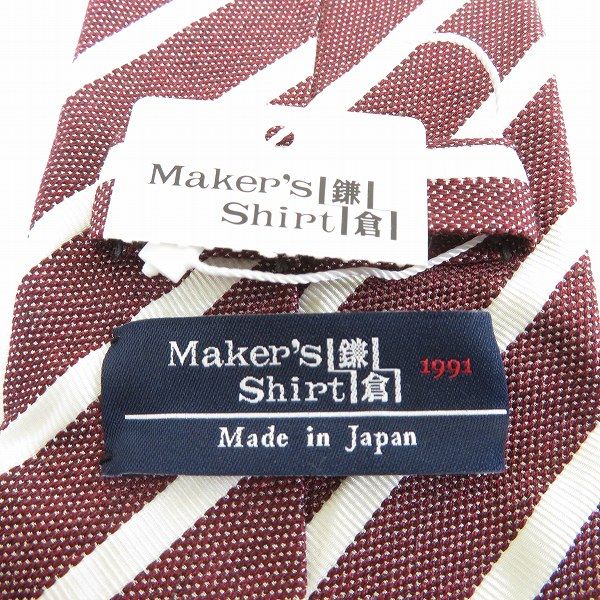 Maker's 鎌
Shirt 倉
Maker's 鎌 1991
Shirt 倉
Made in Japan